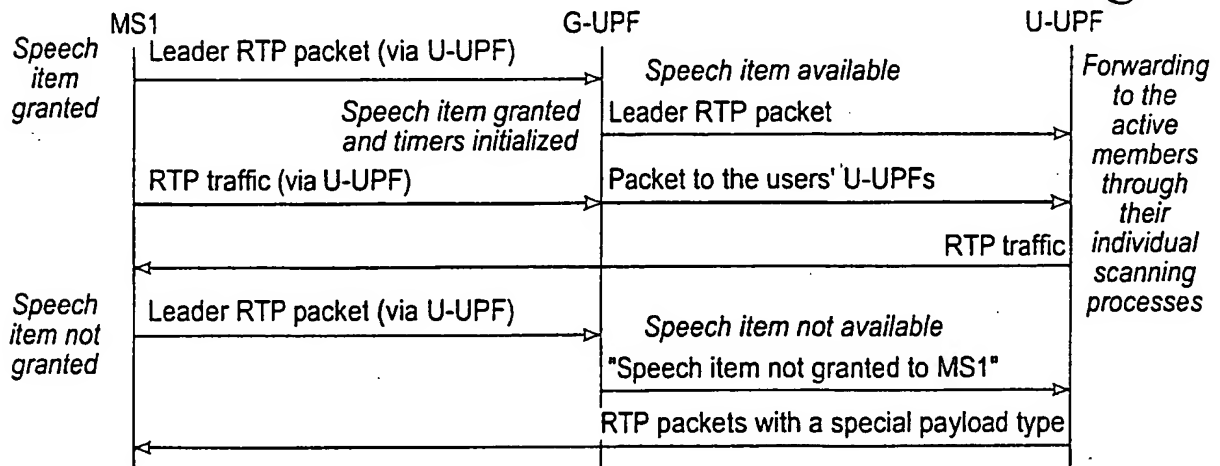 MS1
G-UPF
U-UPF
Speech
item
granted
Leader RTP packet (via U-UPF)
Speech item available
Speech item granted
and timers initialized
Leader RTP packet
RTP traffic (via U-UPF)
Packet to the users' U-UPFs
RTP traffic
Forwarding
to the
active
members
through
their
individual
scanning
processes
Speech
item not
granted
Leader RTP packet (via U-UPF)
Speech item not available
"Speech item not granted to MS1"
RTP packets with a special payload type